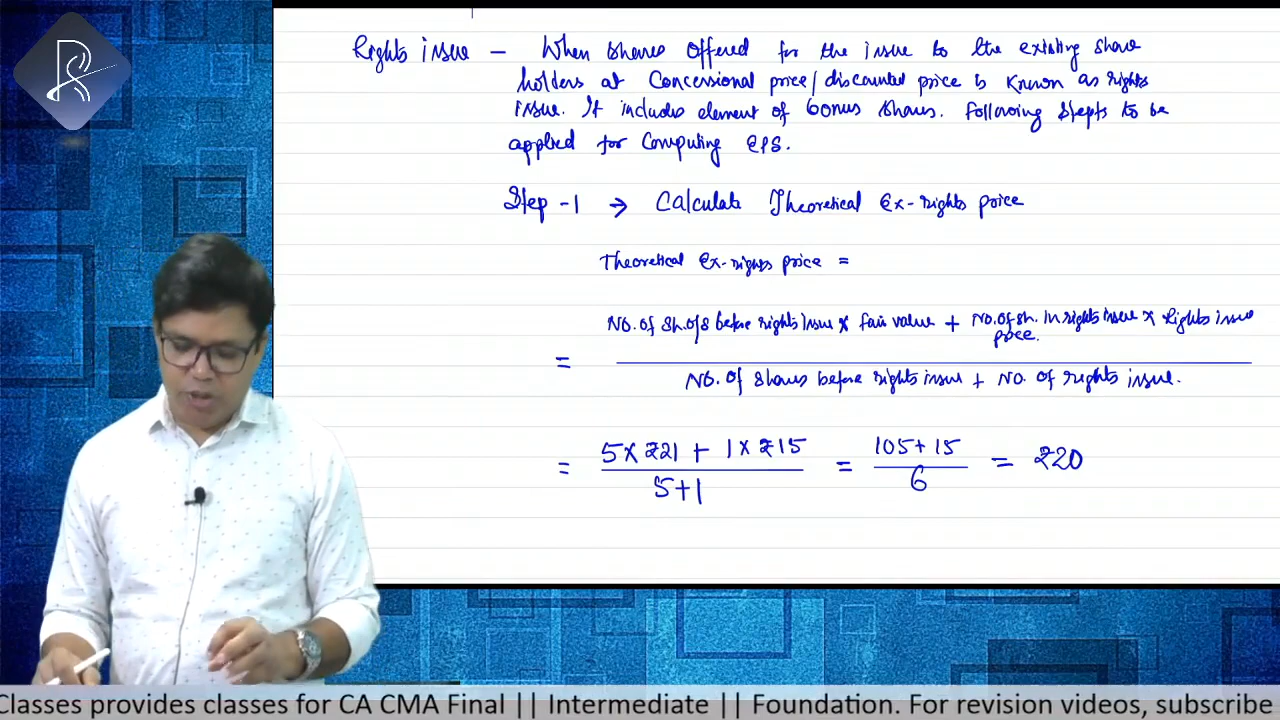 Rights issue - When shares offered for the issue to the existing share
holders at Concessional price/discounted price is known as rights
issue. It includes element of bonus shares. Following stepts to be
applied for Computing EPS.
Step-1 → Calculate Theoretical Ex-rights price
Theoretical Ex-rights price =
No. of sh. o/s before rights issue x fair value + No. of sh. in rights issue x Rights issue
price.
=
No. of shares before rights issue + No. of rights issue.
= 5x₹21 + 1x₹15 = 105+15 = ₹20
5+1 6
Classes provides classes for CA CMA Final || Intermediate || Foundation. For revision videos, subscribe